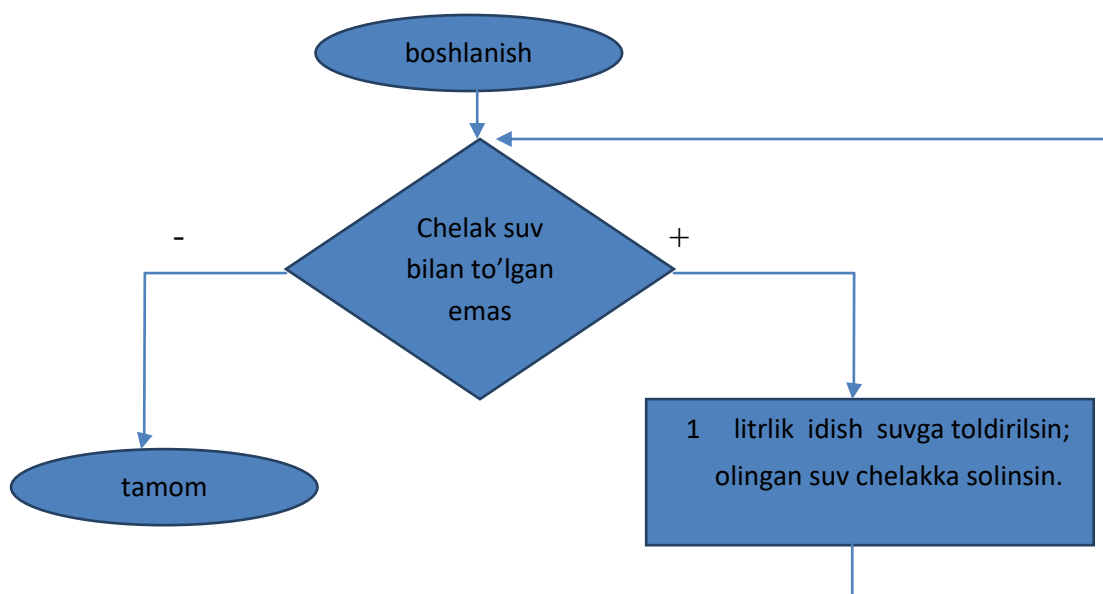 boshlanish
Chelak suv
bilan to’lgan
emas
-
+
1 litrlik idish suvga toldirilsin;
olingan suv chelakka solinsin.
tamom